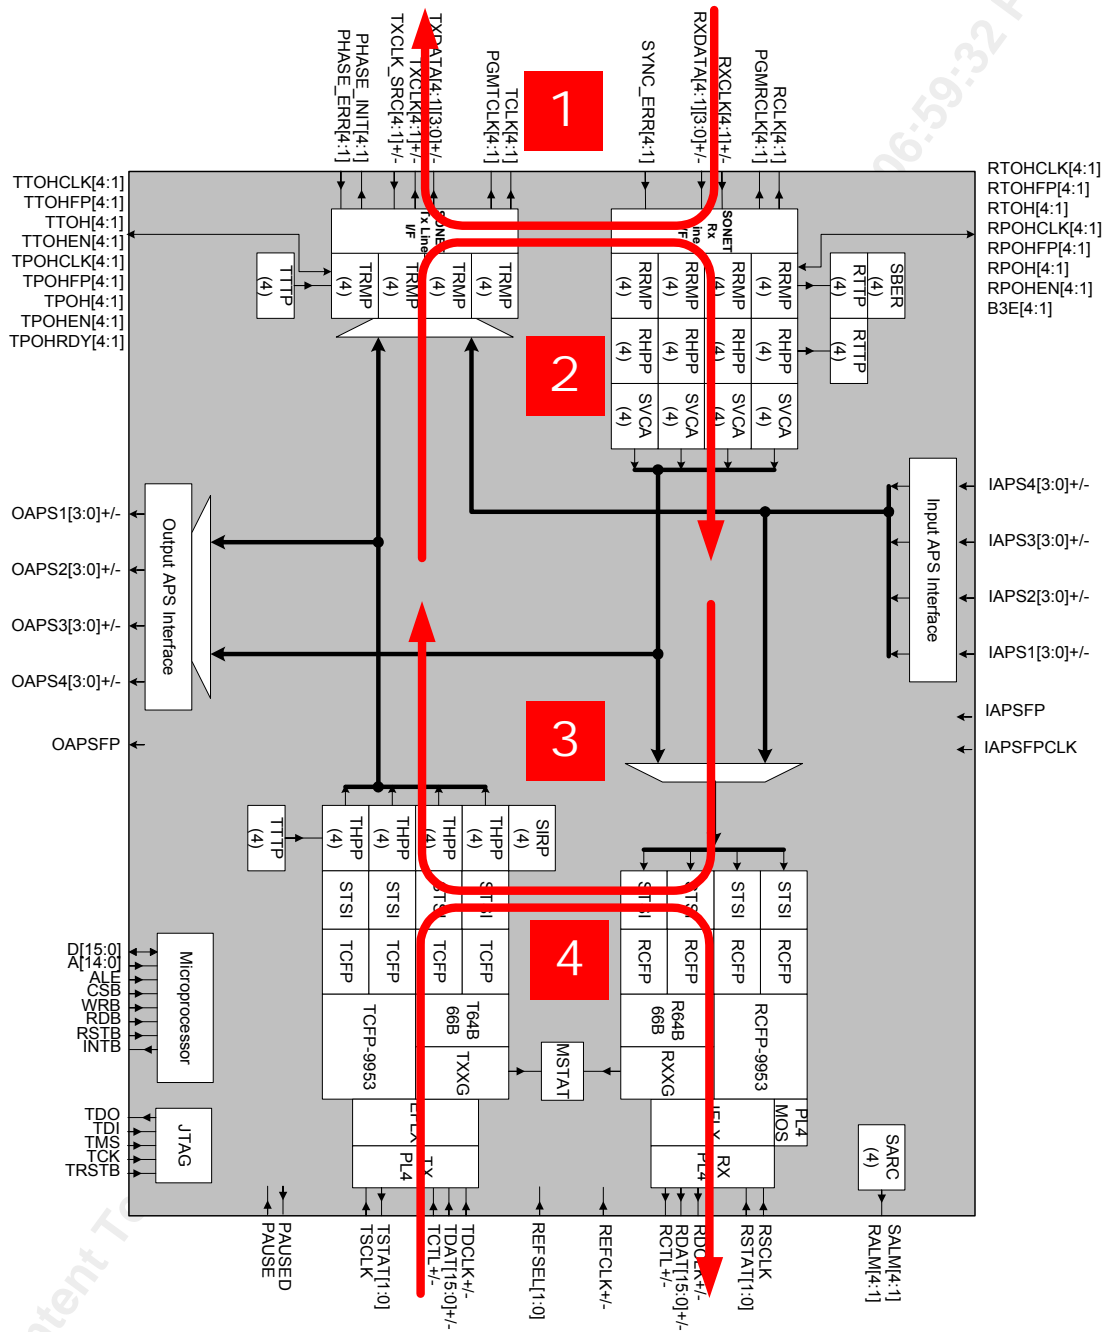 PHASE_ERR[4:1]
PHASE_INIT[4:1]
TXCLK_SRC[4:1]+/-
TXCLK[4:1]+/-
TXDATA[4:1][3:0]+/-
PGMTCLK[4:1]
TCLK[4:1]
1
SYNC_ERR[4:1]
RXDATA[4:1][3:0]+/-
RXCLK[4:1]+/-
PGMRCLK[4:1]
RCLK[4:1]
06:59:32 P
TTOHCLK[4:1]
TTOHFP[4:1]
TTOH[4:1]
TTOHEN[4:1]
TPOHCLK[4:1]
TPOHFP[4:1]
TPOH[4:1]
TPOHEN[4:1]
TPOHRDY[4:1]
RTOHCLK[4:1]
RTOHFP[4:1]
RTOH[4:1]
RPOHCLK[4:1]
RPOHFP[4:1]
RPOH[4:1]
RPOHEN[4:1]
B3E[4:1]
SONET
Tx Line
I/F
SONET
Rx
Line
I/F
TTTP
(4)
TRMP
(4)
TRMP
(4)
TRMP
(4)
TRMP
(4)
RRMP
(4)
RRMP
(4)
RRMP
(4)
RRMP
(4)
RTTP
(4)
SBER
(4)
2
RHPP
(4)
RHPP
(4)
RHPP
(4)
RHPP
(4)
RTTP
(4)
SVCA
(4)
SVCA
(4)
SVCA
(4)
SVCA
(4)
OAPS1[3:0]+/-
OAPS2[3:0]+/-
OAPS3[3:0]+/-
OAPS4[3:0]+/-
OAPSFP
Output APS Interface
Input APS Interface
IAPS4[3:0]+/-
IAPS3[3:0]+/-
IAPS2[3:0]+/-
IAPS1[3:0]+/-
IAPSFP
IAPSFPCLK
3
TTTP
(4)
THPP
(4)
THPP
(4)
THPP
(4)
THPP
(4)
SIRP
(4)
STSI
STSI
STSI
STSI
STSI
STSI
STSI
STSI
4
TCFP
TCFP
TCFP
TCFP
RCFP
RCFP
RCFP
RCFP
D[15:0]
A[14:0]
ALE
CSB
WRB
RDB
RSTB
INTB
Microprocessor
TCFP-9953
T64B
66B
TXXG
MSTAT
R64B
66B
RXXG
RCFP-9953
TDO
TDI
TMS
TCK
TRSTB
JTAG
TX
PL4
RX
PL4
PL4
MOS
SARC
(4)
PAUSE
PAUSED
TSCLK
TSTAT[1:0]
TCTL+/-
TDAT[15:0]+/-
TDCLK+/-
REFSEL[1:0]
REFCLK+/-
RCTL+/-
RDAT[15:0]+/-
RDCLK+/-
RSTAT[1:0]
RSCLK
RALM[4:1]
SALM[4:1]